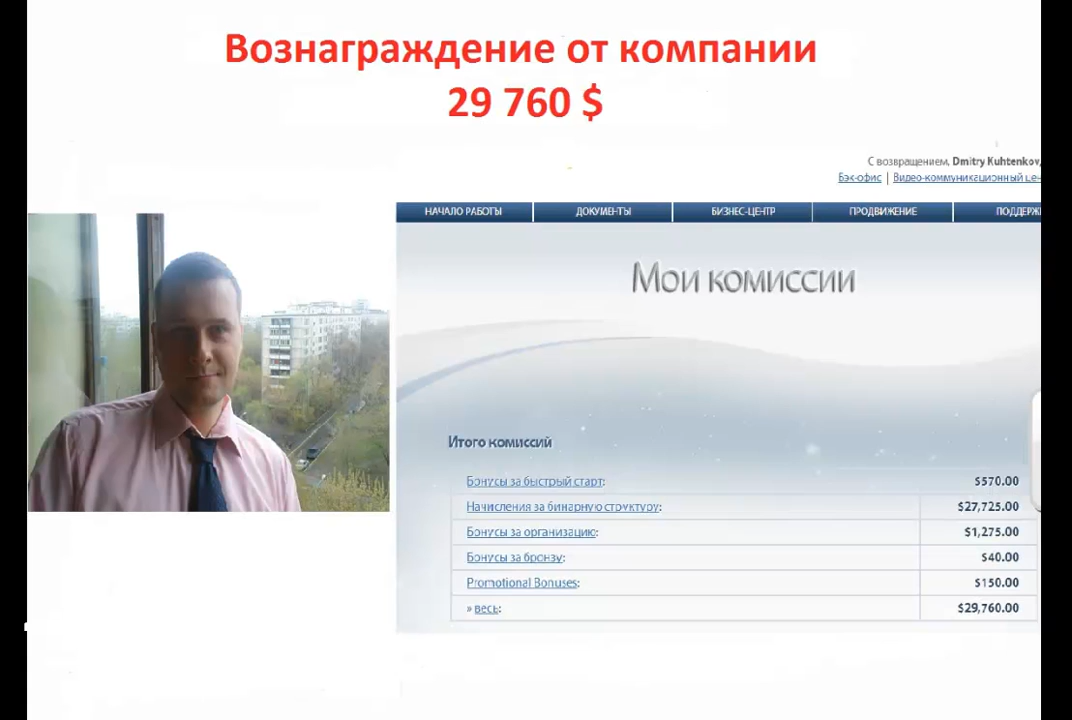 Вознаграждение от компании
29 760 $
С возвращением, Dmitry Kuhtenkov,
Бэк-офис | Видео-коммуникационный цен
НАЧАЛО РАБОТЫ ДОКУМЕНТЫ БИЗНЕС-ЦЕНТР ПРОДВИЖЕНИЕ ПОДДЕРЖ
Мои комиссии
Итого комиссий
Бонусы за быстрый старт: $570.00
Начисления за бинарную структуру: $27,725.00
Бонусы за организацию: $1,275.00
Бонусы за бронзу: $40.00
Promotional Bonuses: $150.00
» весь: $29,760.00